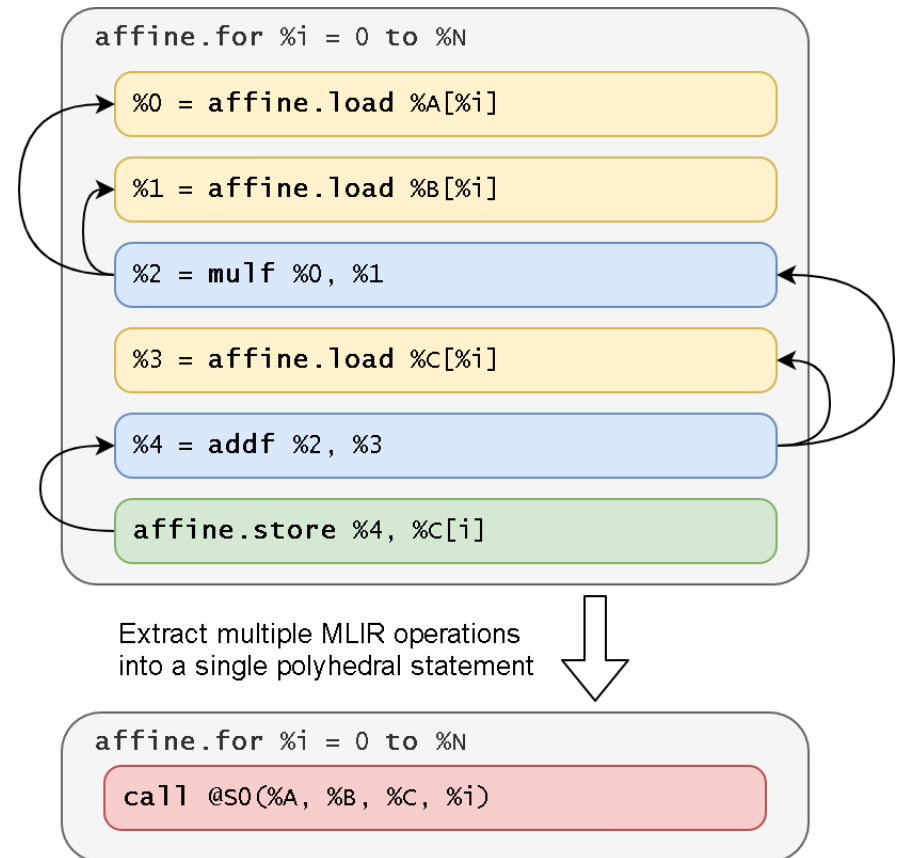 affine.for %i = 0 to %N
%0 = affine.load %A[%i]
%1 = affine.load %B[%i]
%2 = mulf %0, %1
%3 = affine.load %C[%i]
%4 = addf %2, %3
affine.store %4, %C[i]
Extract multiple MLIR operations
into a single polyhedral statement
affine.for %i = 0 to %N
call @S0(%A, %B, %C, %i)